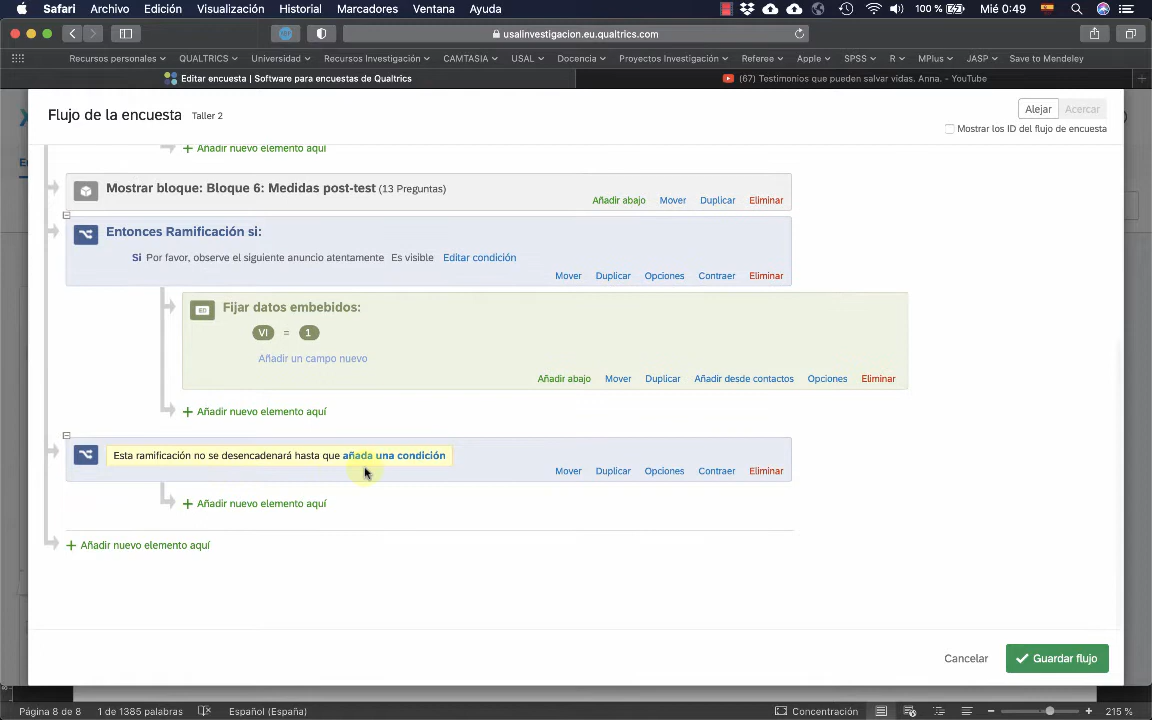 Safari Archivo Edición Visualización Historial Marcadores Ventana Ayuda 100 % Mié 0:49
usalinvestigacion.eu.qualtrics.com
Recursos personales QUALTRICS Universidad Recursos Investigación CAMTASIA USAL Docencia Proyectos Investigación Referee Apple SPSS R MPlus JASP Save to Mendeley
Editar encuesta | Software para encuestas de Qualtrics (67) Testimonios que pueden salvar vidas. Anna. - YouTube
Flujo de la encuesta Taller 2 Alejar Acercar
Mostrar los ID del flujo de encuesta
+ Añadir nuevo elemento aquí
Mostrar bloque: Bloque 6: Medidas post-test (13 Preguntas)
Añadir abajo Mover Duplicar Eliminar
Entonces Ramificación si:
Si Por favor, observe el siguiente anuncio atentamente Es visible Editar condición
Mover Duplicar Opciones Contraer Eliminar
Fijar datos embebidos:
VI = 1
Añadir un campo nuevo
Añadir abajo Mover Duplicar Añadir desde contactos Opciones Eliminar
+ Añadir nuevo elemento aquí
Esta ramificación no se desencadenará hasta que añada una condición
Mover Duplicar Opciones Contraer Eliminar
+ Añadir nuevo elemento aquí
+ Añadir nuevo elemento aquí
Cancelar Guardar flujo
Página 8 de 8 1 de 1385 palabras Español (España) Concentración 215 %